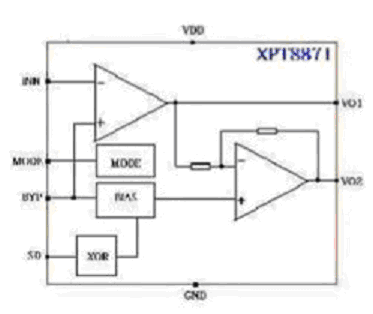 VDD
XPT8871
INN
VO1
MODE
MODE
BYP
BIAS
VO2
SD
XOR
GND